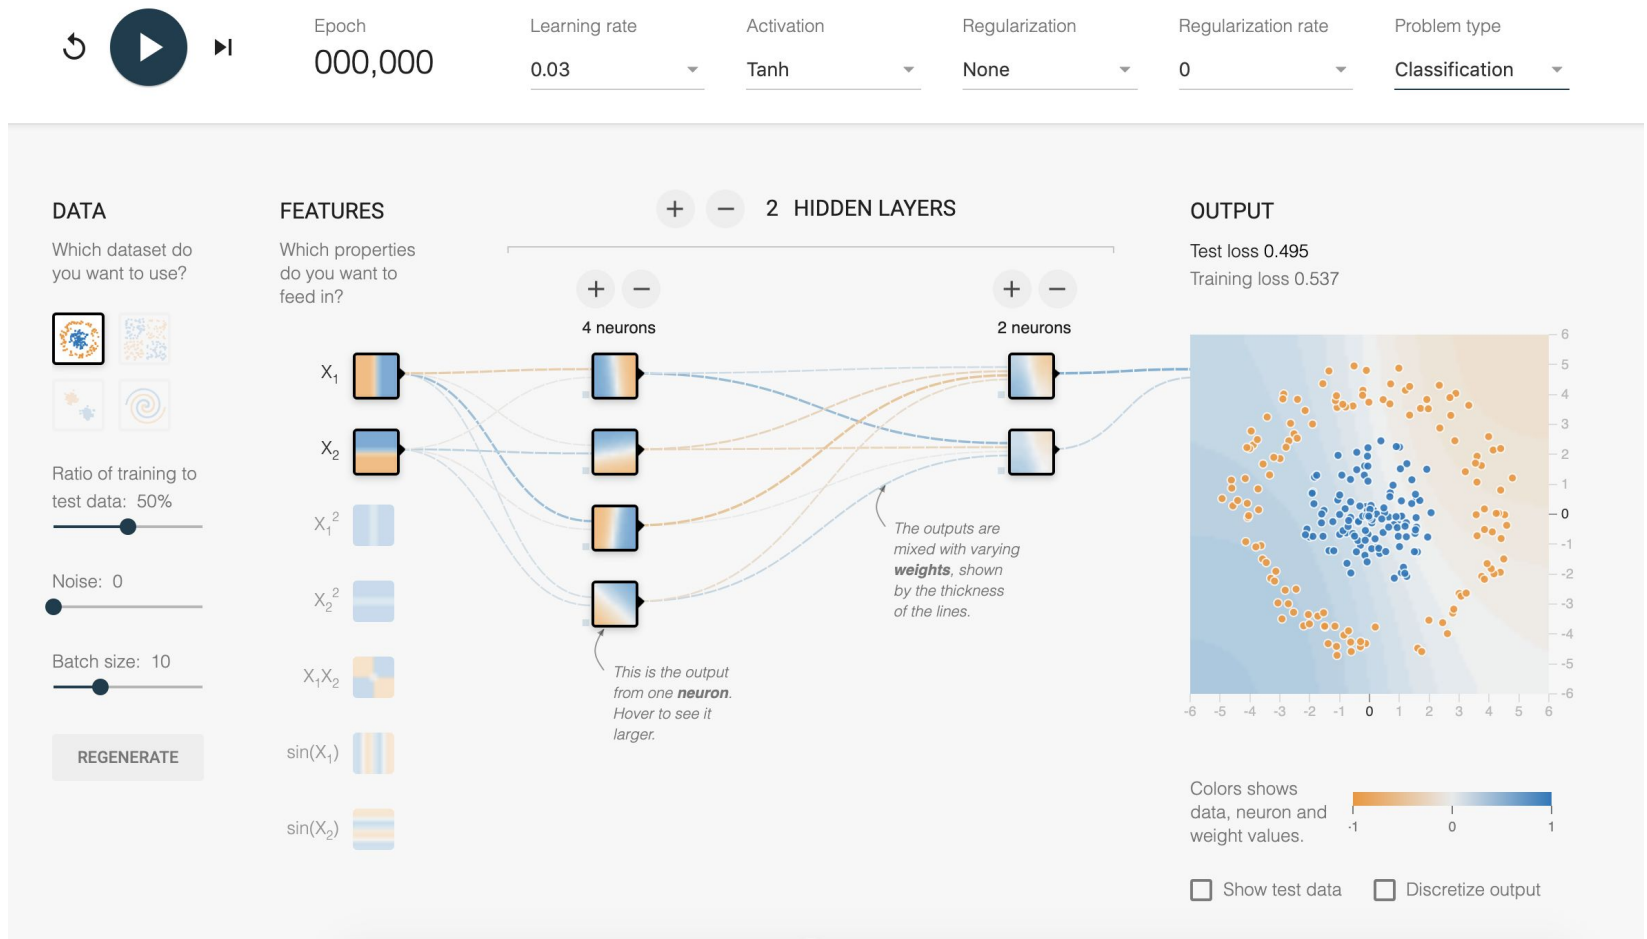 Epoch
000,000
Learning rate
0.03
Activation
Tanh
Regularization
None
Regularization rate
0
Problem type
Classification
DATA
Which dataset do
you want to use?
Ratio of training to
test data: 50%
Noise: 0
Batch size: 10
REGENERATE
FEATURES
Which properties
do you want to
feed in?
X1
X2
X1²
X2²
X1X2
sin(X1)
sin(X2)
+ − 2 HIDDEN LAYERS
+ −
4 neurons
+ −
2 neurons
This is the output
from one neuron.
Hover to see it
larger.
The outputs are
mixed with varying
weights, shown
by the thickness
of the lines.
OUTPUT
Test loss 0.495
Training loss 0.537
6
5
4
3
2
1
0
-1
-2
-3
-4
-5
-6
-6 -5 -4 -3 -2 -1 0 1 2 3 4 5 6
Colors shows
data, neuron and
weight values.
-1 0 1
Show test data
Discretize output